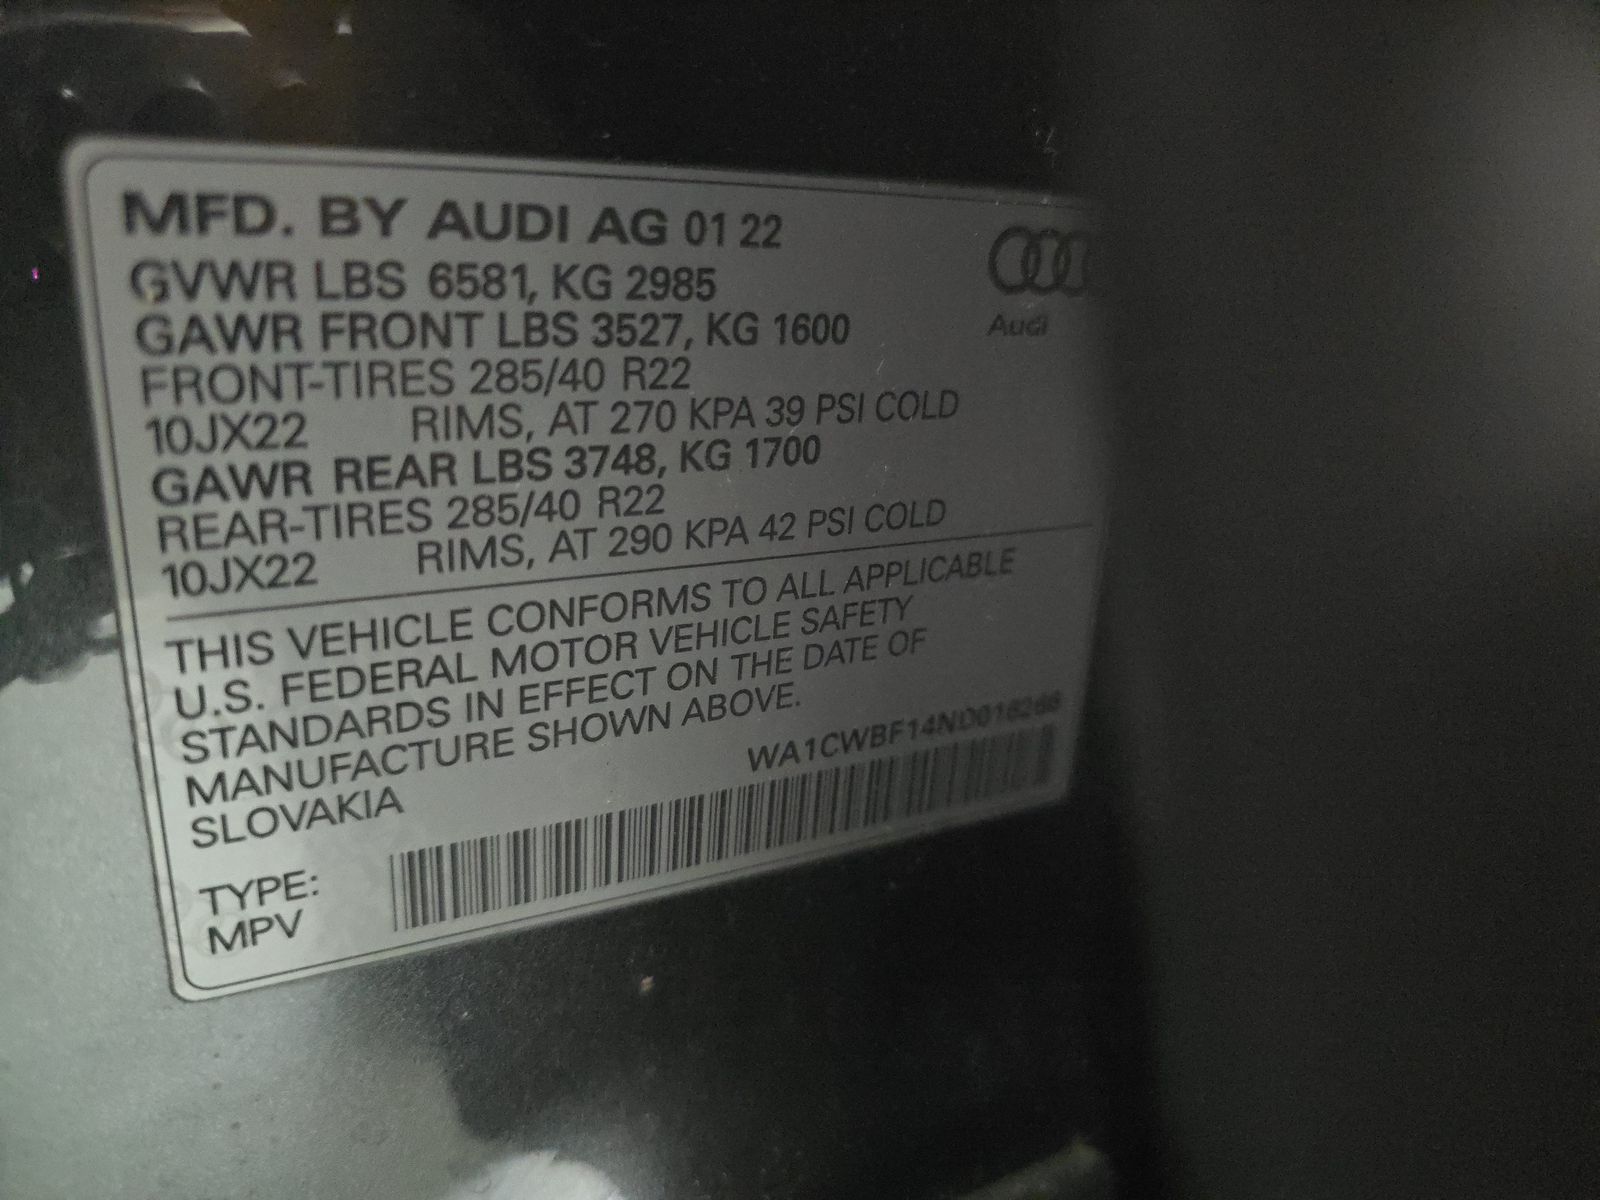 MFD. BY AUDI AG 01 22
GVWR LBS 6581, KG 2985
GAWR FRONT LBS 3527, KG 1600
FRONT-TIRES 285/40 R22
10JX22 RIMS, AT 270 KPA 39 PSI COLD
GAWR REAR LBS 3748, KG 1700
REAR-TIRES 285/40 R22
10JX22 RIMS, AT 290 KPA 42 PSI COLD
Audi
THIS VEHICLE CONFORMS TO ALL APPLICABLE
U.S. FEDERAL MOTOR VEHICLE SAFETY
STANDARDS IN EFFECT ON THE DATE OF
MANUFACTURE SHOWN ABOVE.
SLOVAKIA
TYPE:
MPV